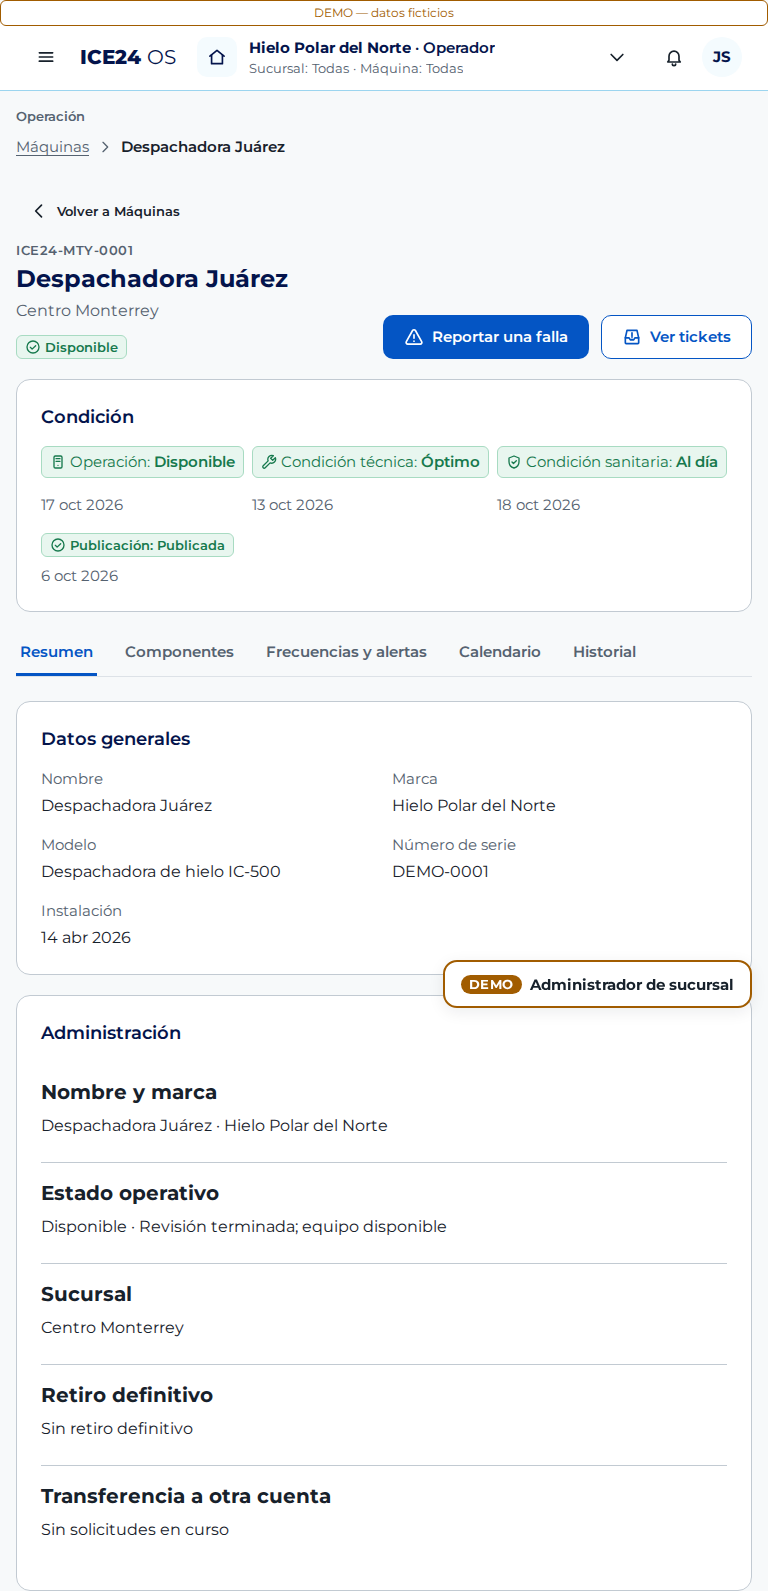 DEMO — datos ficticios
ICE24 OS
Hielo Polar del Norte · Operador
Sucursal: Todas · Máquina: Todas
JS
Operación
Máquinas > Despachadora Juárez
Volver a Máquinas
ICE24-MTY-0001
Despachadora Juárez
Centro Monterrey
Disponible
Reportar una falla
Ver tickets
Condición
Operación: Disponible
Condición técnica: Óptimo
Condición sanitaria: Al día
17 oct 2026
13 oct 2026
18 oct 2026
Publicación: Publicada
6 oct 2026
Resumen
Componentes
Frecuencias y alertas
Calendario
Historial
Datos generales
Nombre
Despachadora Juárez
Marca
Hielo Polar del Norte
Modelo
Despachadora de hielo IC-500
Número de serie
DEMO-0001
Instalación
14 abr 2026
DEMO Administrador de sucursal
Administración
Nombre y marca
Despachadora Juárez · Hielo Polar del Norte
Estado operativo
Disponible · Revisión terminada; equipo disponible
Sucursal
Centro Monterrey
Retiro definitivo
Sin retiro definitivo
Transferencia a otra cuenta
Sin solicitudes en curso